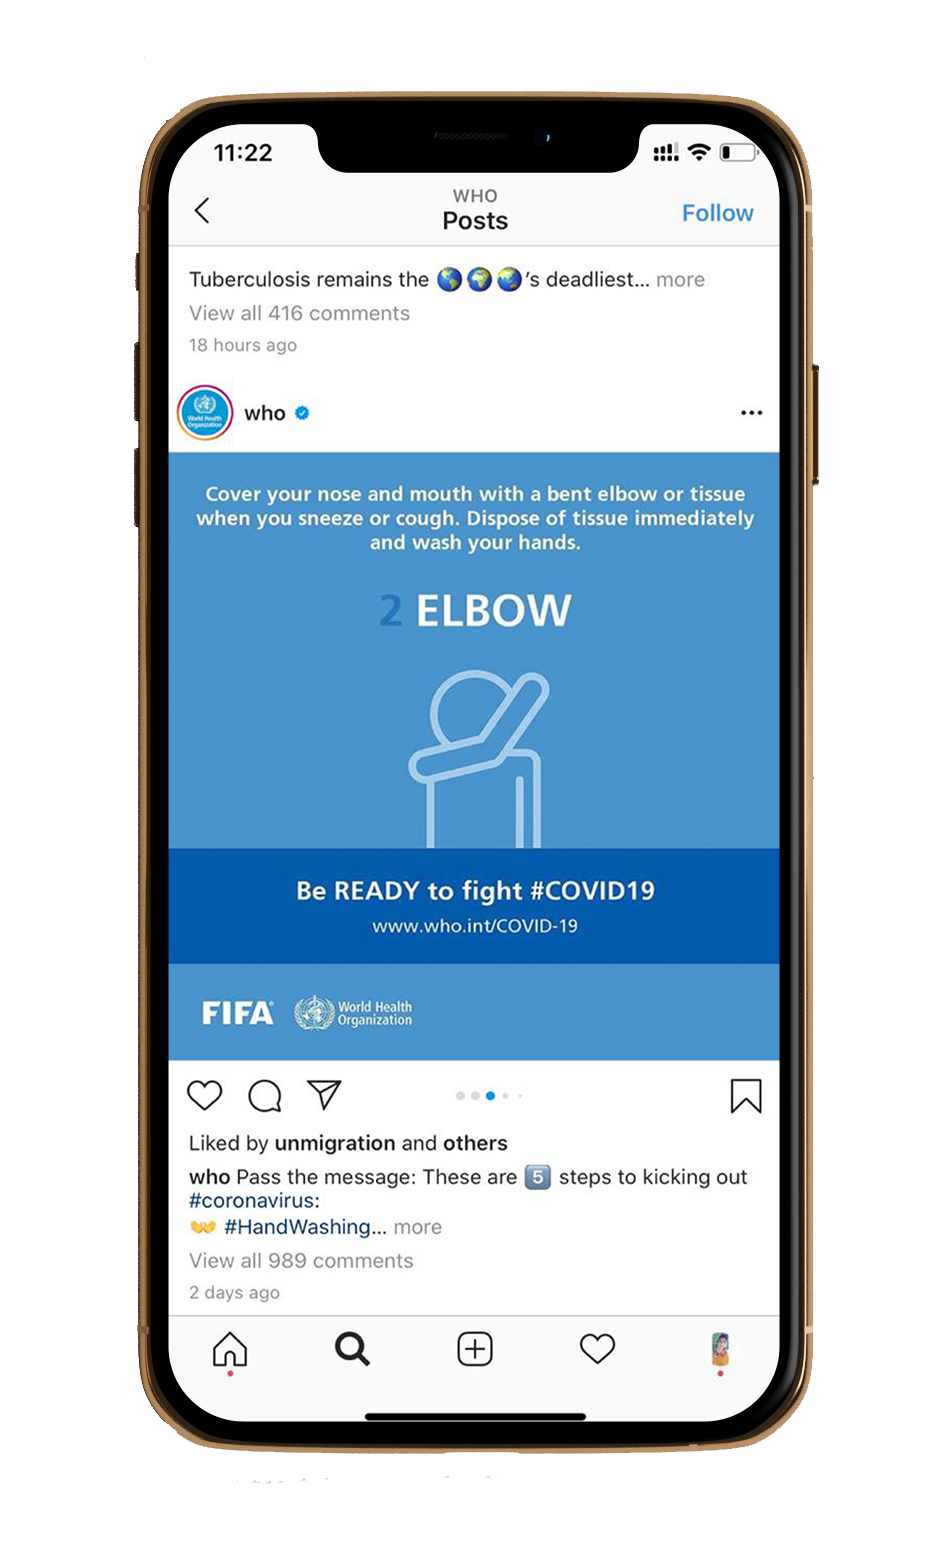 11:22
WHO
Posts
Follow
Tuberculosis remains the 🌎🌍🌏's deadliest... more
View all 416 comments
18 hours ago
World Health
Organization
who
Cover your nose and mouth with a bent elbow or tissue
when you sneeze or cough. Dispose of tissue immediately
and wash your hands.
2 ELBOW
Be READY to fight #COVID19
www.who.int/COVID-19
FIFA®
World Health
Organization
Liked by unmigration and others
who Pass the message: These are 5️⃣ steps to kicking out
#coronavirus:
👐 #HandWashing... more
View all 989 comments
2 days ago